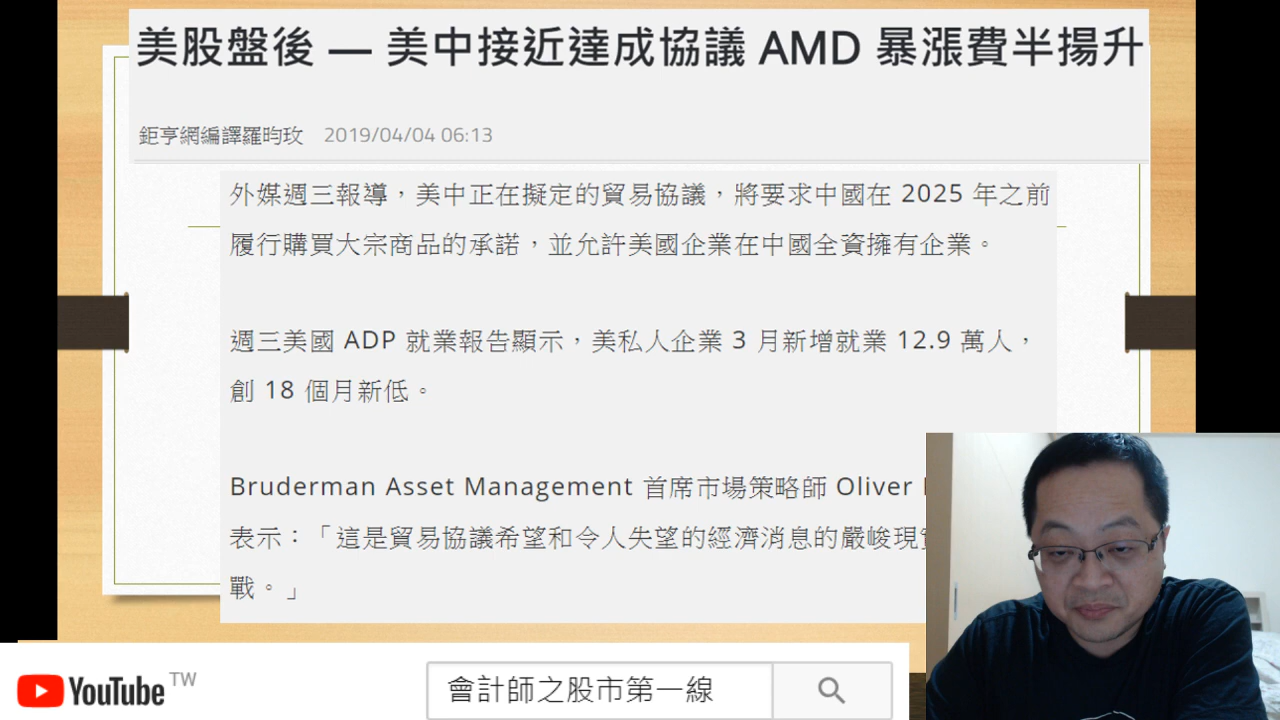 美股盤後 — 美中接近達成協議 AMD 暴漲費半揚升
鉅亨網編譯羅昀玫 2019/04/04 06:13
外媒週三報導，美中正在擬定的貿易協議，將要求中國在 2025 年之前
履行購買大宗商品的承諾，並允許美國企業在中國全資擁有企業。
週三美國 ADP 就業報告顯示，美私人企業 3 月新增就業 12.9 萬人，
創 18 個月新低。
Bruderman Asset Management 首席市場策略師 Oliver
表示：「這是貿易協議希望和令人失望的經濟消息的嚴峻現
戰。」
YouTube TW
會計師之股市第一線